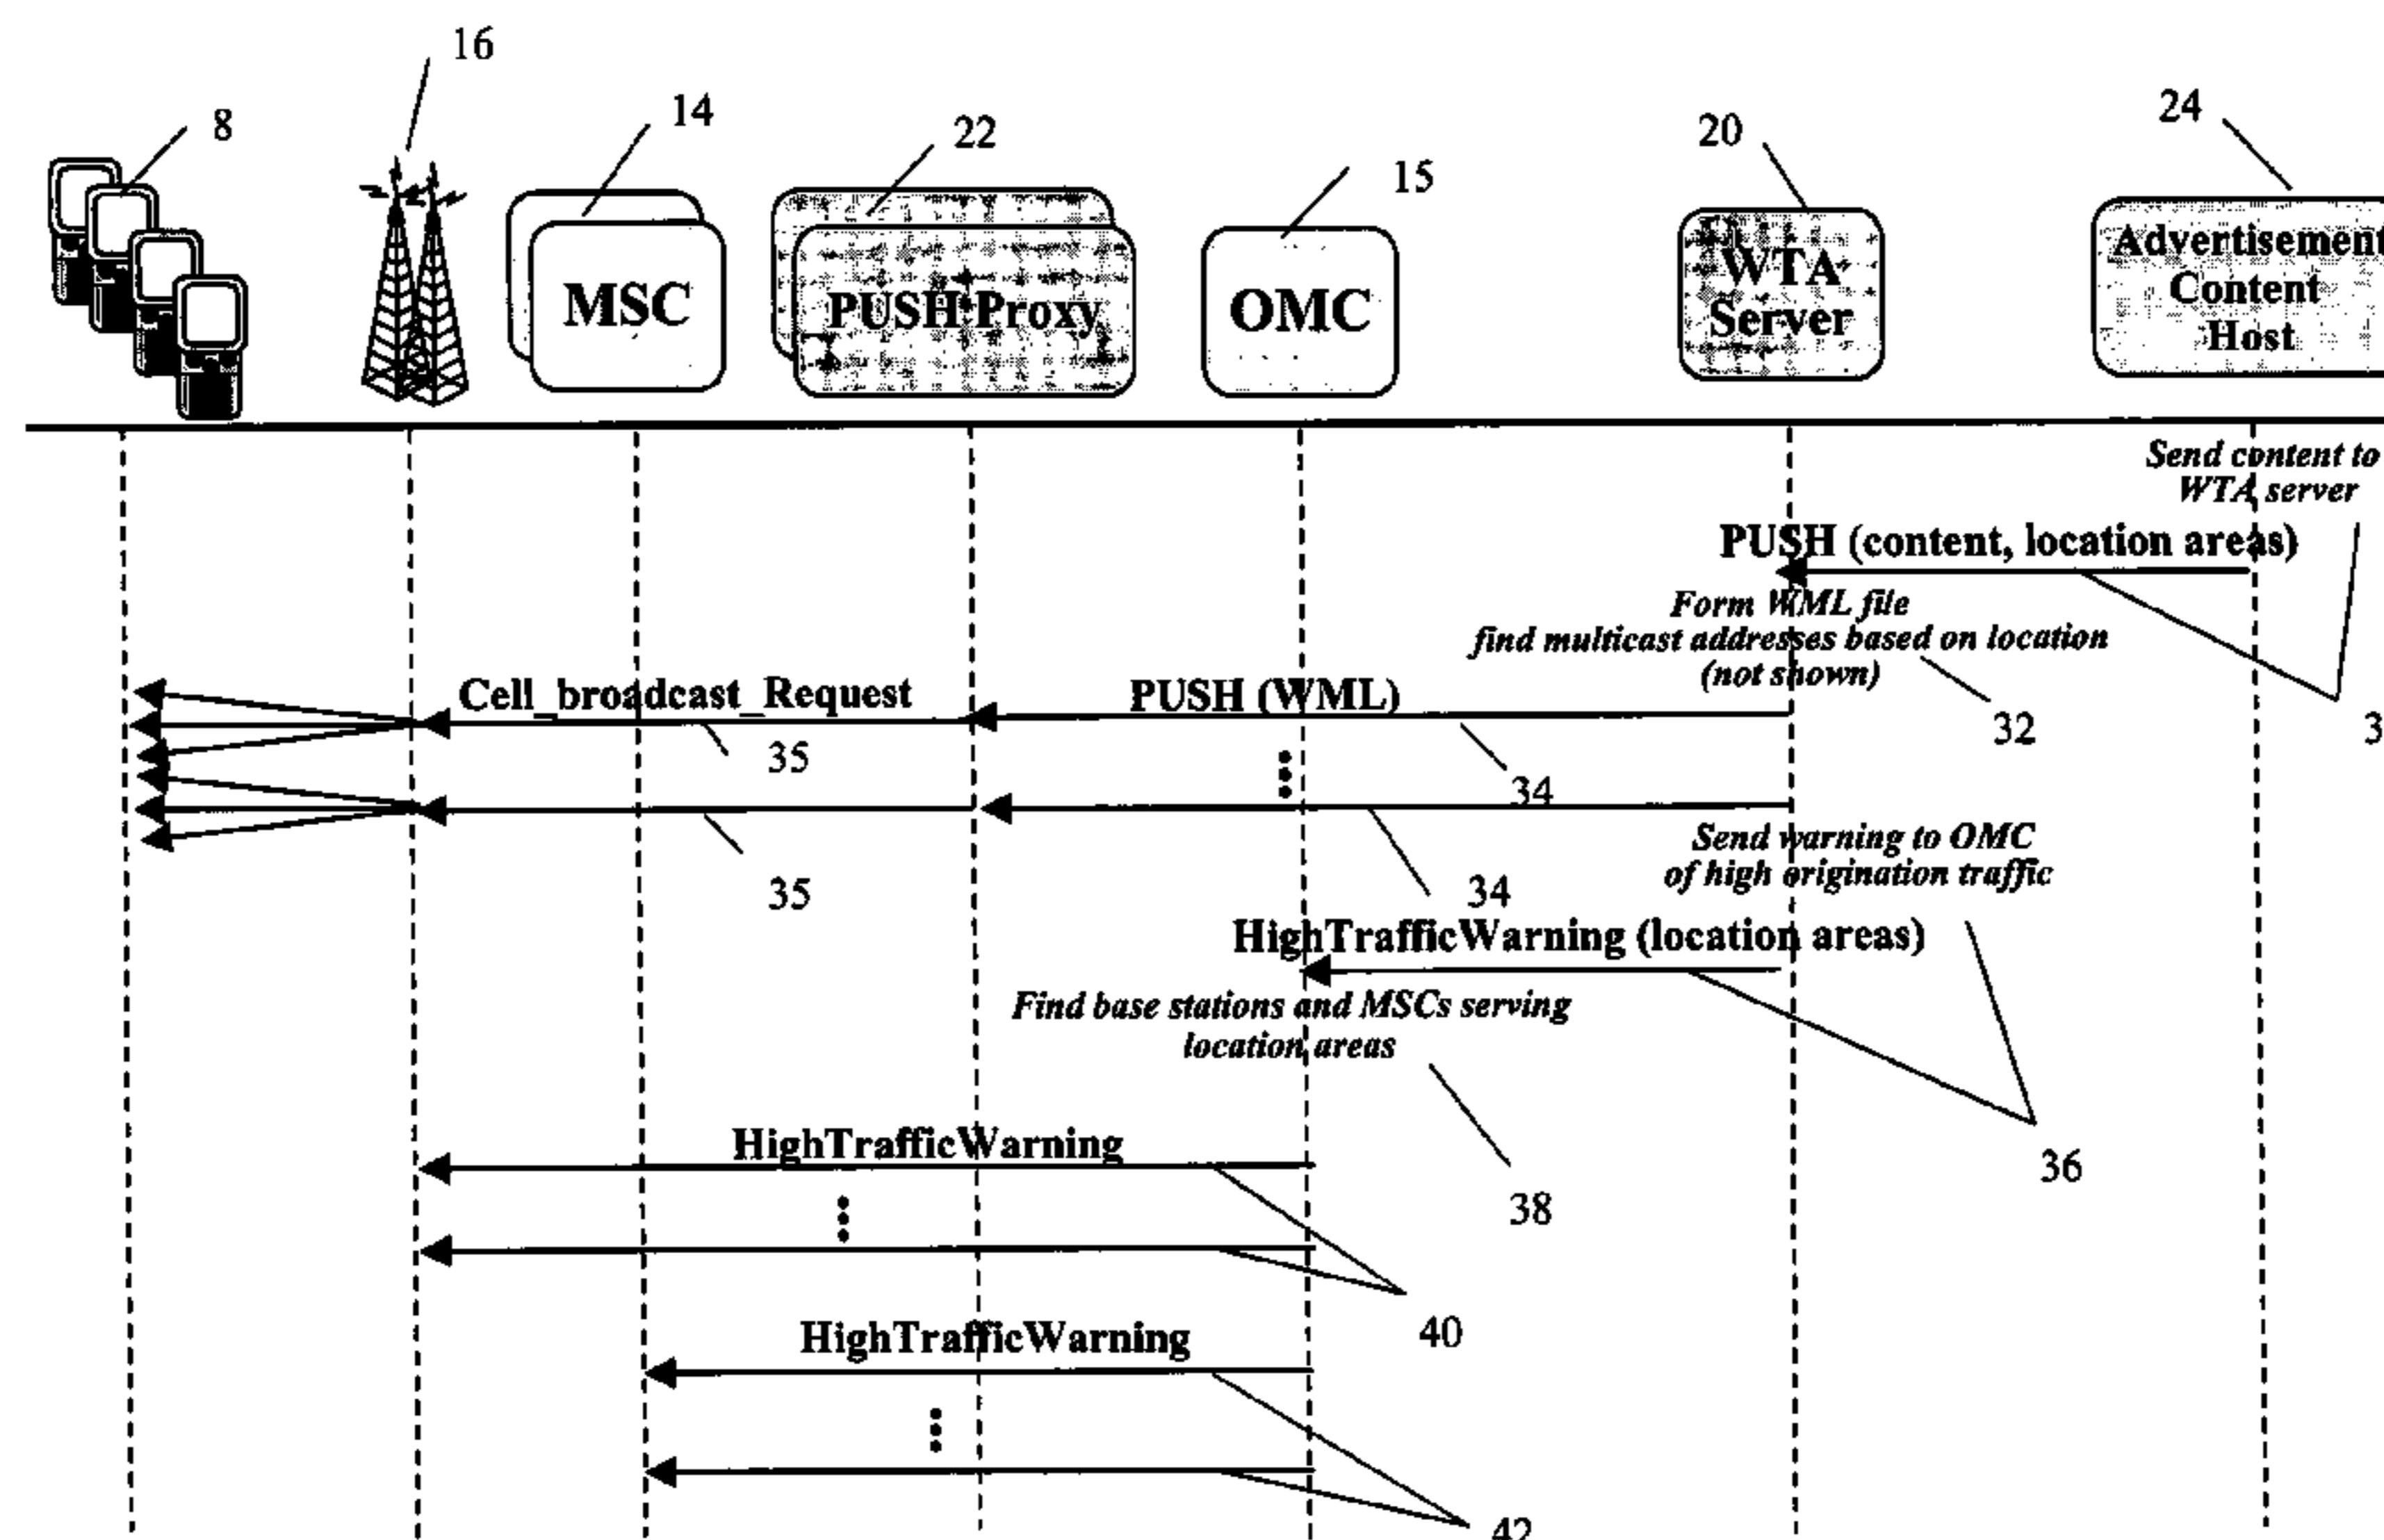 16
8
14
22
15
20
24
MSC
PUSH Proxy
OMC
WTA
Server
Advertisement
Content
Host
Send content to
WTA server
PUSH (content, location areas)
Form WML file
find multicast addresses based on location
(not shown)
32
3
Cell_broadcast_Request
PUSH (WML)
35
34
35
34
Send warning to OMC
of high origination traffic
HighTrafficWarning (location areas)
Find base stations and MSCs serving
location areas
36
38
HighTrafficWarning
40
HighTrafficWarning
42